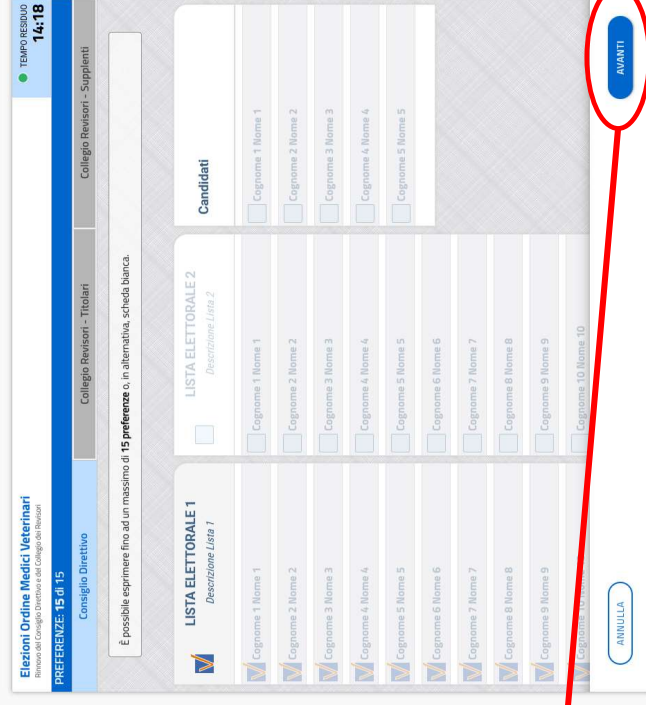 Elezioni Ordine Medici Veterinari
Rinnovo del Consiglio Direttivo e del Collegio dei Revisori
TEMPO RESIDUO
14:18
PREFERENZE: 15 di 15
Consiglio Direttivo
Collegio Revisori - Titolari
Collegio Revisori - Supplenti
È possibile esprimere fino ad un massimo di 15 preferenze o, in alternativa, scheda bianca.
LISTA ELETTORALE 1
Descrizione Lista 1
Cognome 1 Nome 1
Cognome 2 Nome 2
Cognome 3 Nome 3
Cognome 4 Nome 4
Cognome 5 Nome 5
Cognome 6 Nome 6
Cognome 7 Nome 7
Cognome 8 Nome 8
Cognome 9 Nome 9
Cognome 10 Nome 10
LISTA ELETTORALE 2
Descrizione Lista 2
Cognome 1 Nome 1
Cognome 2 Nome 2
Cognome 3 Nome 3
Cognome 4 Nome 4
Cognome 5 Nome 5
Cognome 6 Nome 6
Cognome 7 Nome 7
Cognome 8 Nome 8
Cognome 9 Nome 9
Cognome 10 Nome 10
Candidati
Cognome 1 Nome 1
Cognome 2 Nome 2
Cognome 3 Nome 3
Cognome 4 Nome 4
Cognome 5 Nome 5
ANNULLA
AVANTI